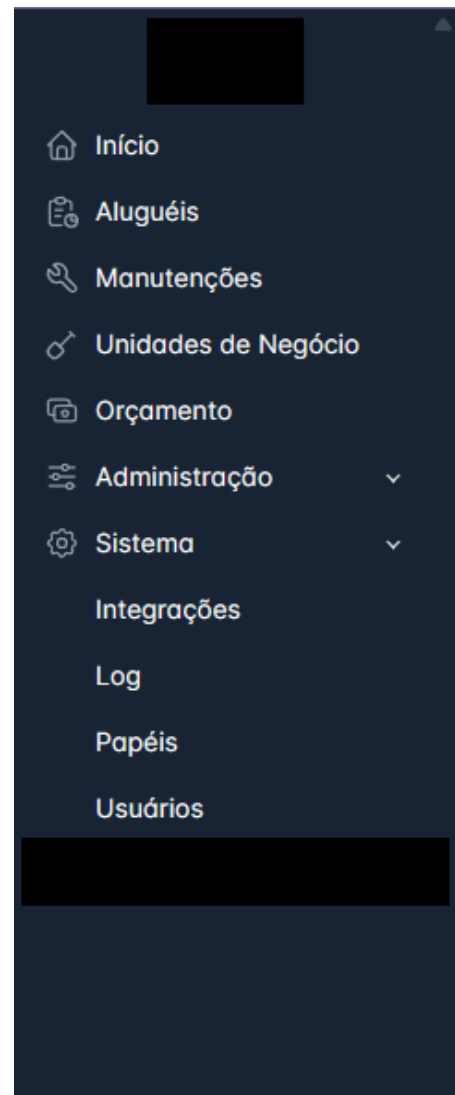 Início
Aluguéis
Manutenções
Unidades de Negócio
Orçamento
Administração
Sistema
Integrações
Log
Papéis
Usuários